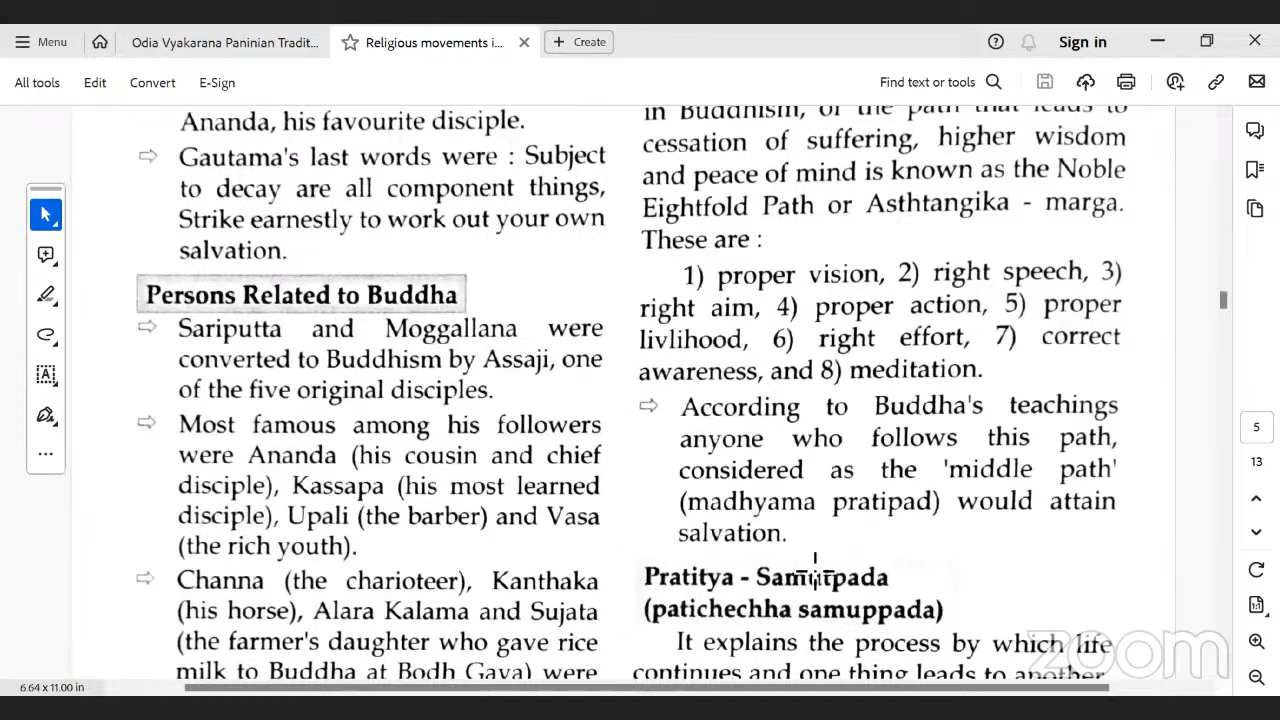 Menu
Odia Vyakarana Paninian Tradit...
Religious movements i...
Create
Sign in
All tools
Edit
Convert
E-Sign
Find text or tools
Ananda, his favourite disciple.
⇨ Gautama's last words were : Subject
to decay are all component things,
Strike earnestly to work out your own
salvation.
Persons Related to Buddha
⇨ Sariputta and Moggallana were
converted to Buddhism by Assaji, one
of the five original disciples.
⇨ Most famous among his followers
were Ananda (his cousin and chief
disciple), Kassapa (his most learned
disciple), Upali (the barber) and Vasa
(the rich youth).
⇨ Channa (the charioteer), Kanthaka
(his horse), Alara Kalama and Sujata
(the farmer's daughter who gave rice
milk to Buddha at Bodh Gaya) were
in Buddhism, or the path that leads to
cessation of suffering, higher wisdom
and peace of mind is known as the Noble
Eightfold Path or Asthtangika - marga.
These are :
1) proper vision, 2) right speech, 3)
right aim, 4) proper action, 5) proper
livlihood, 6) right effort, 7) correct
awareness, and 8) meditation.
⇨ According to Buddha's teachings
anyone who follows this path,
considered as the 'middle path'
(madhyama pratipad) would attain
salvation.
Pratitya - Samutpada
(patichechha samuppada)
It explains the process by which life
continues and one thing leads to another
5
13
6.64 x 11.00 in
zoom